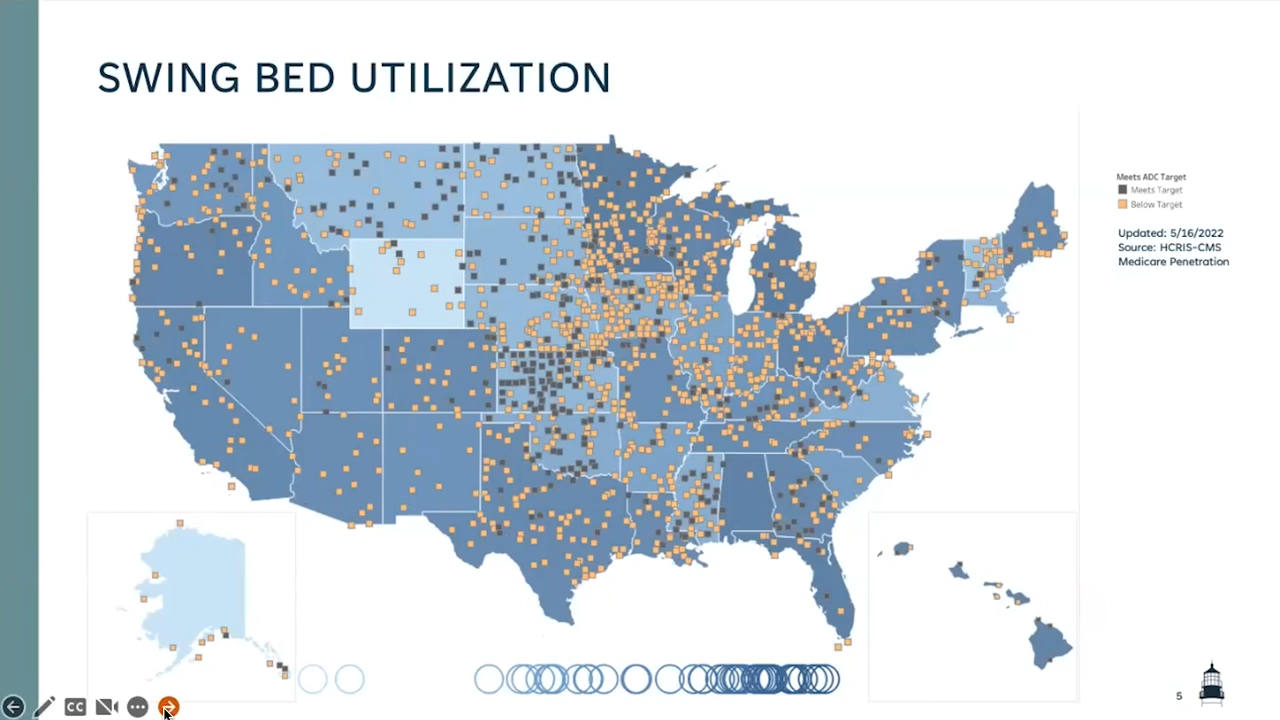 SWING BED UTILIZATION
Meets ADC Target
Meets Target
Below Target
Updated: 5/16/2022
Source: HCRIS-CMS
Medicare Penetration
5
CC